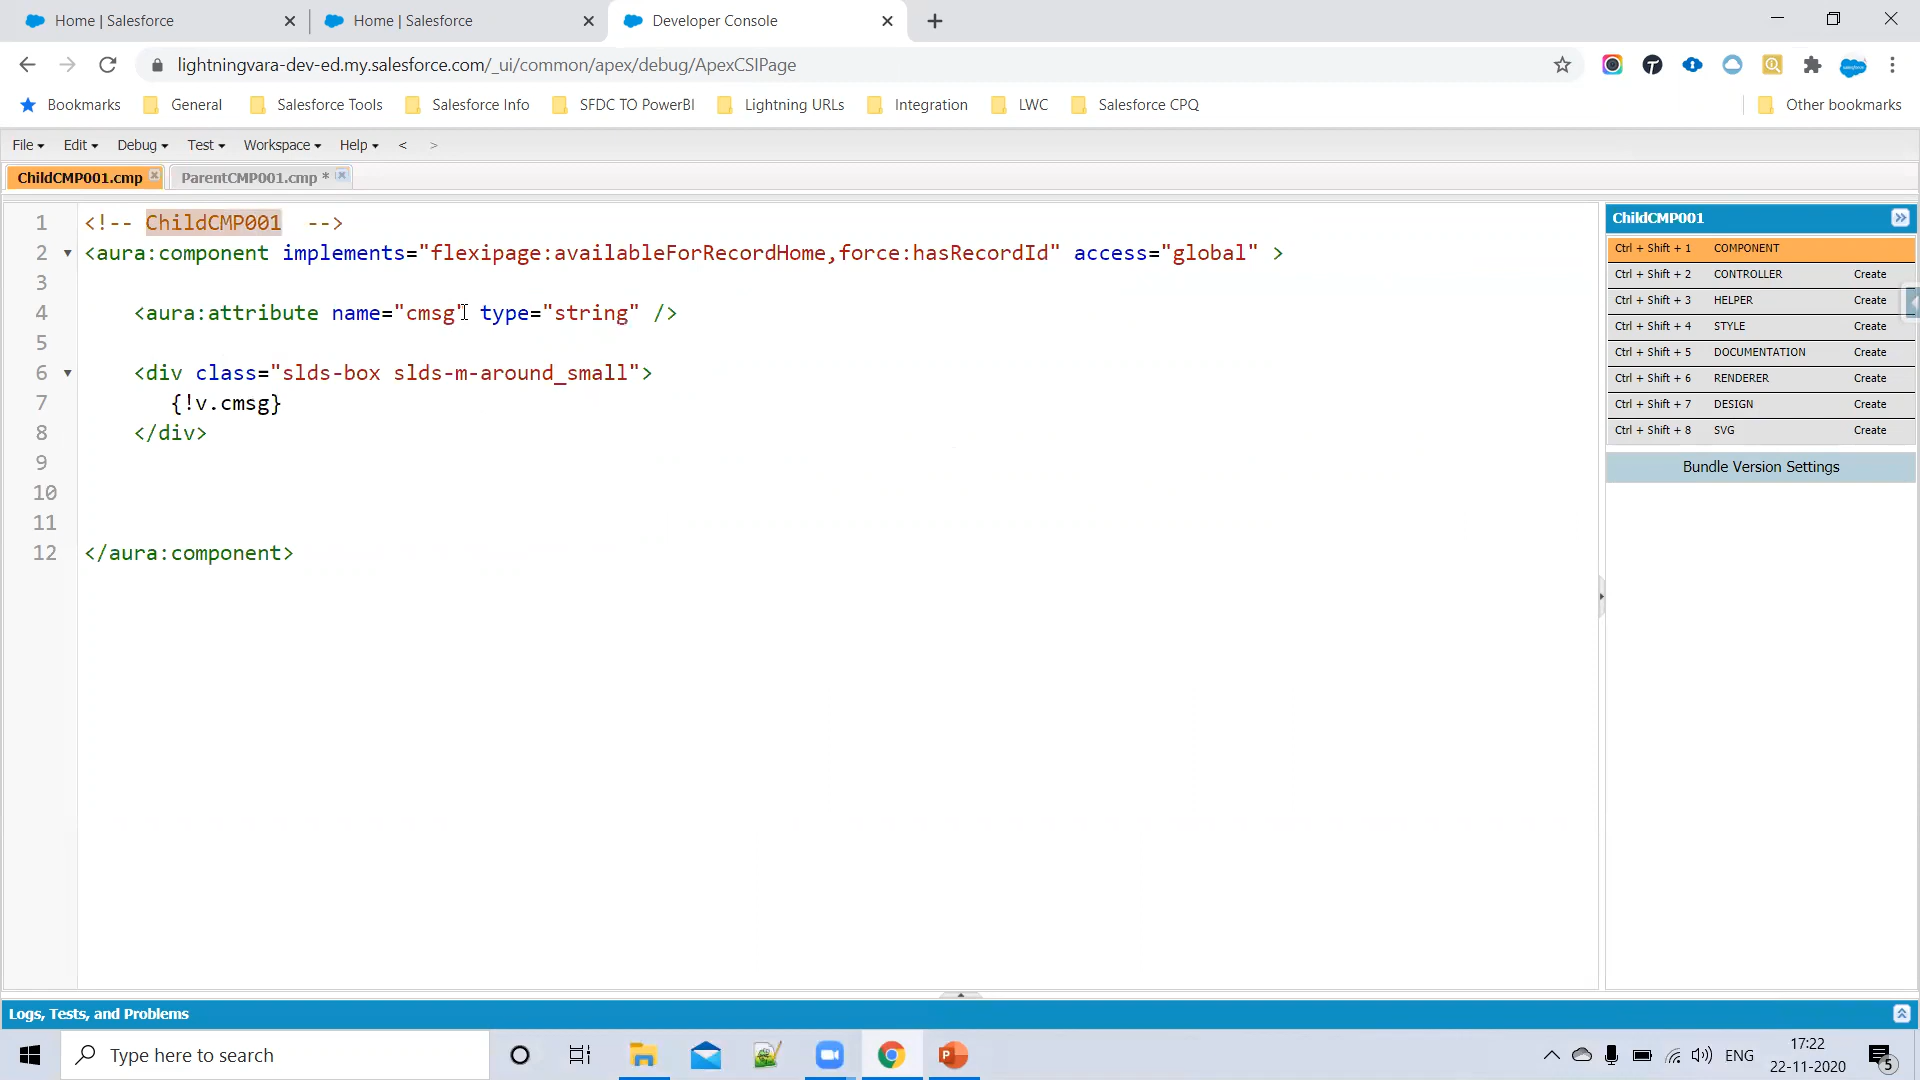 Home | Salesforce
Home | Salesforce
Developer Console
lightningvara-dev-ed.my.salesforce.com/_ui/common/apex/debug/ApexCSIPage
Bookmarks General Salesforce Tools Salesforce Info SFDC TO PowerBI Lightning URLs Integration LWC Salesforce CPQ Other bookmarks
File Edit Debug Test Workspace Help < >
ChildCMP001.cmp ParentCMP001.cmp *
1 <!-- ChildCMP001 -->
2 <aura:component implements="flexipage:availableForRecordHome,force:hasRecordId" access="global" >
3
4 <aura:attribute name="cmsg" type="string" />
5
6 <div class="slds-box slds-m-around_small">
7 {!v.cmsg}
8 </div>
9
10
11
12 </aura:component>
ChildCMP001
Ctrl + Shift + 1 COMPONENT
Ctrl + Shift + 2 CONTROLLER Create
Ctrl + Shift + 3 HELPER Create
Ctrl + Shift + 4 STYLE Create
Ctrl + Shift + 5 DOCUMENTATION Create
Ctrl + Shift + 6 RENDERER Create
Ctrl + Shift + 7 DESIGN Create
Ctrl + Shift + 8 SVG Create
Bundle Version Settings
Logs, Tests, and Problems
Type here to search
ENG
17:22
22-11-2020
5